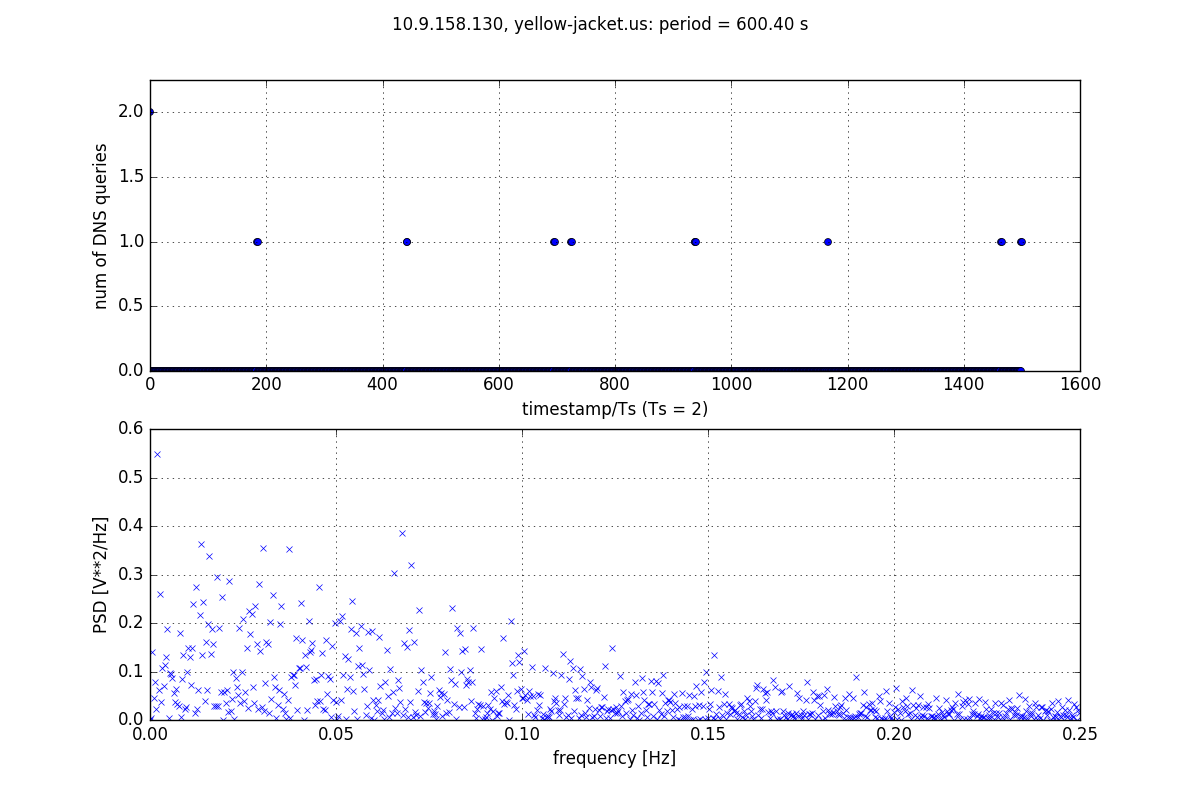 10.9.158.130, yellow-jacket.us: period = 600.40 s
num of DNS queries
2.0
1.5
1.0
0.5
0.0
0 200 400 600 800 1000 1200 1400 1600
timestamp/Ts (Ts = 2)
PSD [V**2/Hz]
0.6
0.5
0.4
0.3
0.2
0.1
0.0
0.00 0.05 0.10 0.15 0.20 0.25
frequency [Hz]